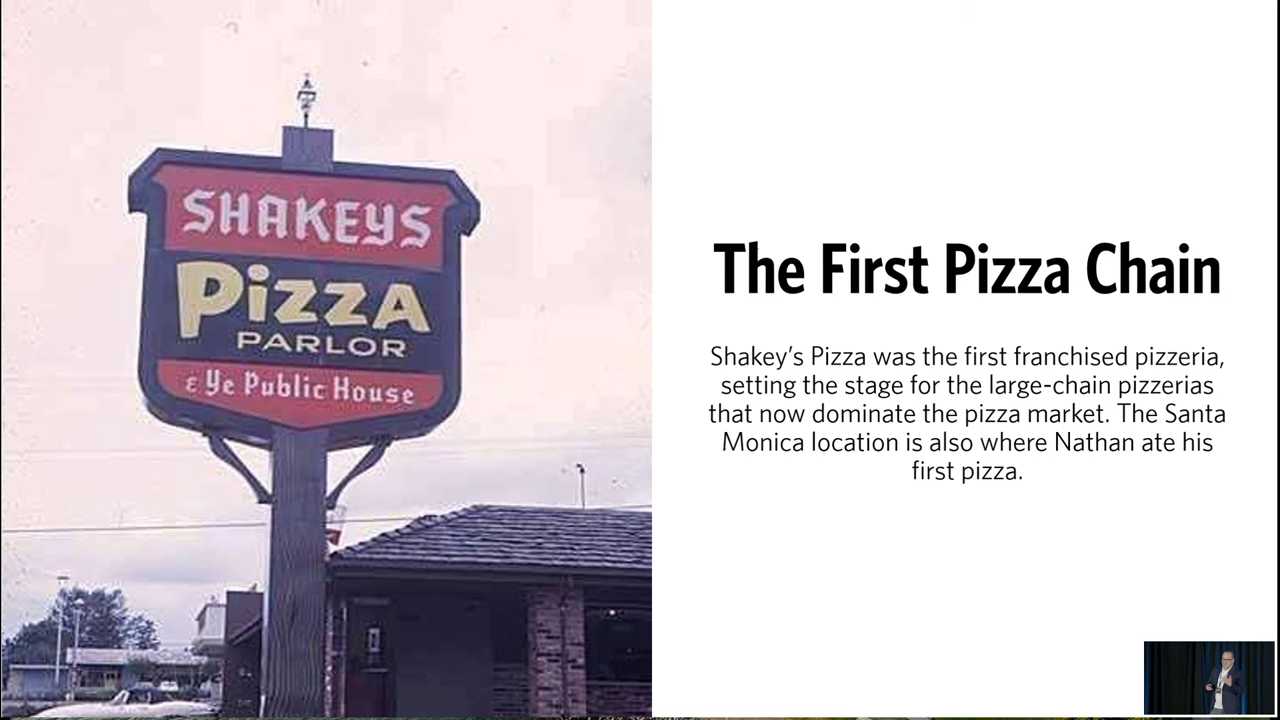 SHAKEYS
Pizza
PARLOR
& Ye Public House
The First Pizza Chain
Shakey’s Pizza was the first franchised pizzeria,
setting the stage for the large-chain pizzerias
that now dominate the pizza market. The Santa
Monica location is also where Nathan ate his
first pizza.